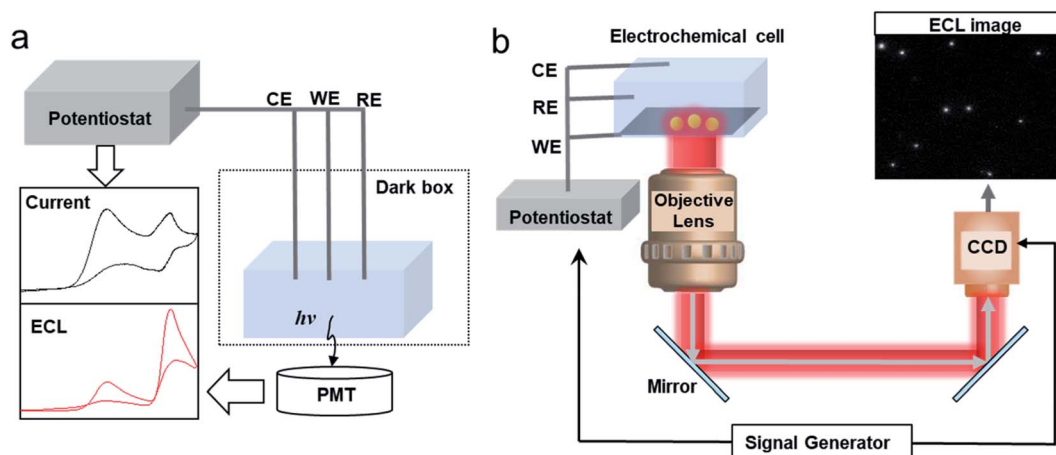 a
Potentiostat
CE
WE
RE
Dark box
Current
ECL
hν
PMT
b
Electrochemical cell
ECL image
CE
RE
WE
Potentiostat
Objective
Lens
CCD
Mirror
Signal Generator